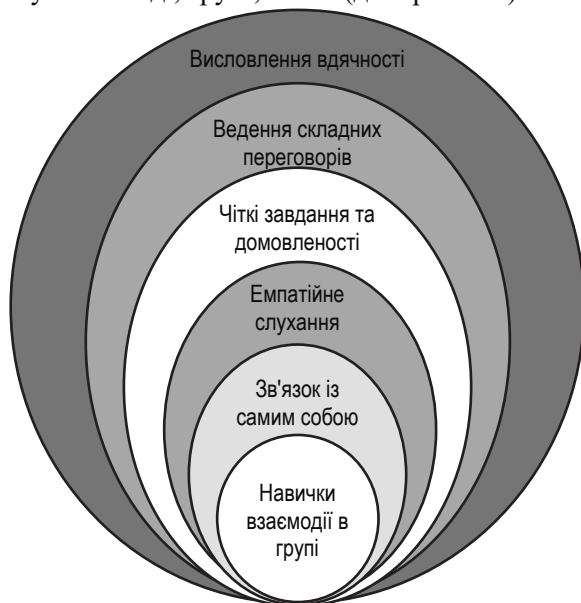 Висловлення вдячності
Ведення складних
переговорів
Чіткі завдання та
домовленості
Емпатійне
слухання
Зв'язок із
самим собою
Навички
взаємодії в
групі